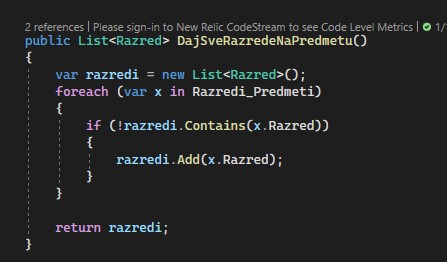 2 references | Please sign-in to New Relic CodeStream to see Code Level Metrics | 1/
public List<Razred> DajSveRazredeNaPredmetu()
{
    var razredi = new List<Razred>();
    foreach (var x in Razredi_Predmeti)
    {
        if (!razredi.Contains(x.Razred))
        {
            razredi.Add(x.Razred);
        }
    }

    return razredi;
}